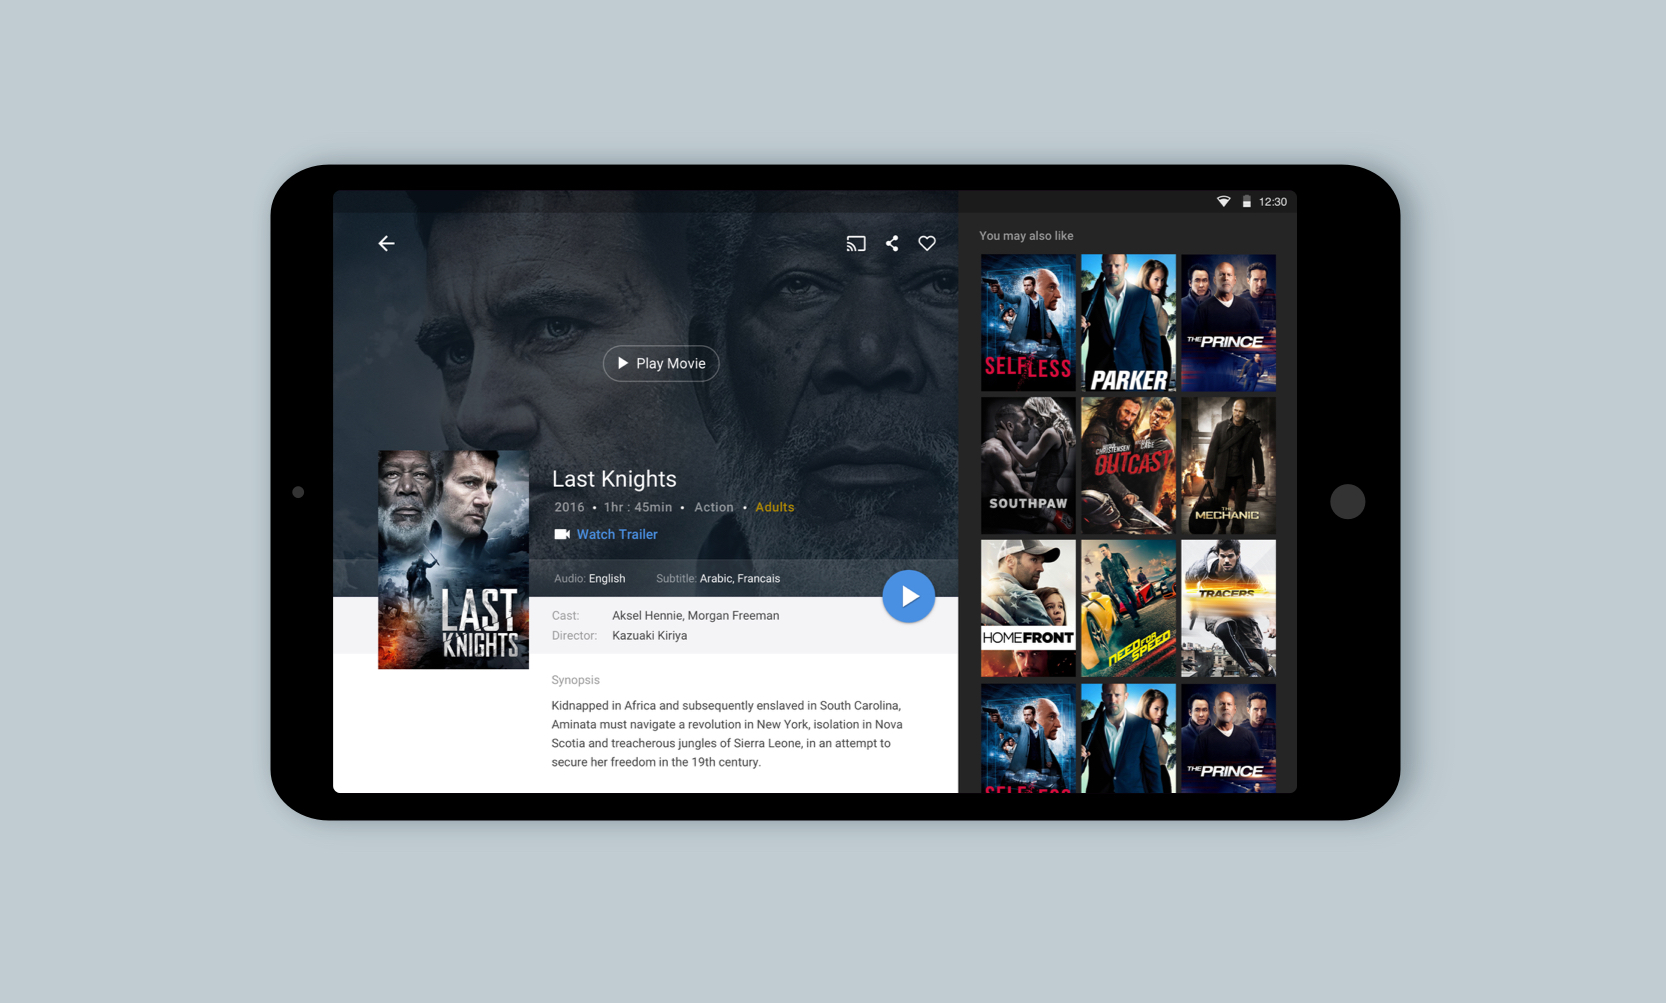 12:30
Play Movie
Last Knights
2016 • 1hr : 45min • Action • Adults
Watch Trailer
Audio: English Subtitle: Arabic, Francais
Cast: Aksel Hennie, Morgan Freeman
Director: Kazuaki Kiriya
LAST
KNIGHTS
Synopsis
Kidnapped in Africa and subsequently enslaved in South Carolina,
Aminata must navigate a revolution in New York, isolation in Nova
Scotia and treacherous jungles of Sierra Leone, in an attempt to
secure her freedom in the 19th century.
You may also like
SELFLESS
PARKER
THE PRINCE
SOUTHPAW
CHRISTENSEN CAGE
OUTCAST
THE
MECHANIC
HOMEFRONT
NEED FOR
SPEED
TRACERS
SELFLESS
THE PRINCE